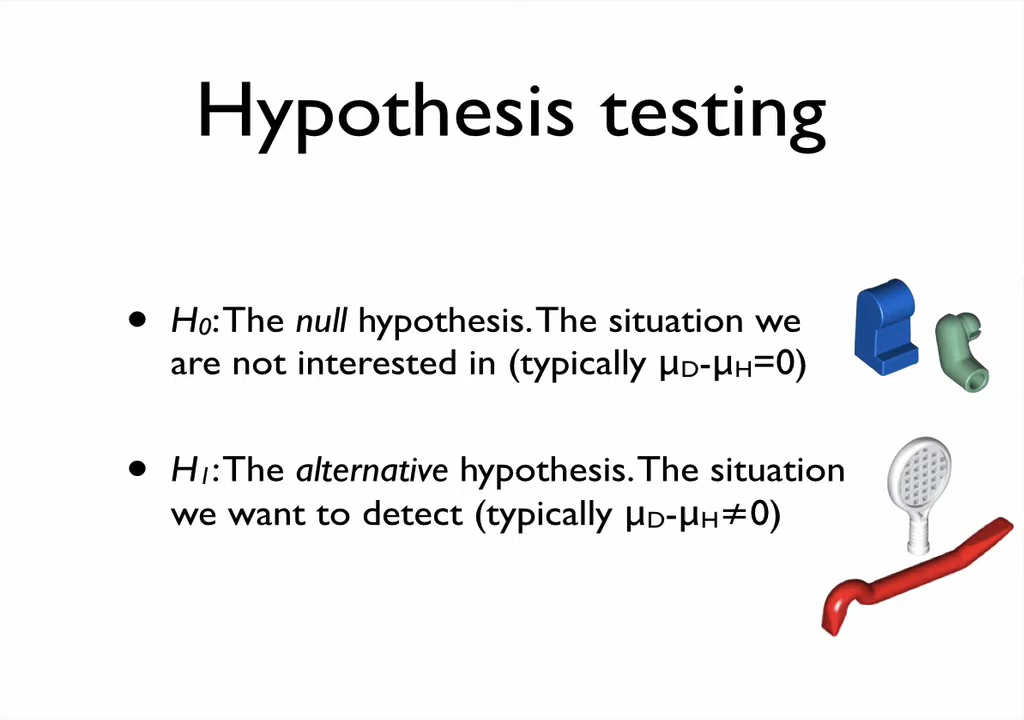 Hypothesis testing
• H₀: The null hypothesis. The situation we
are not interested in (typically μD-μH=0)
• H₁: The alternative hypothesis. The situation
we want to detect (typically μD-μH≠0)